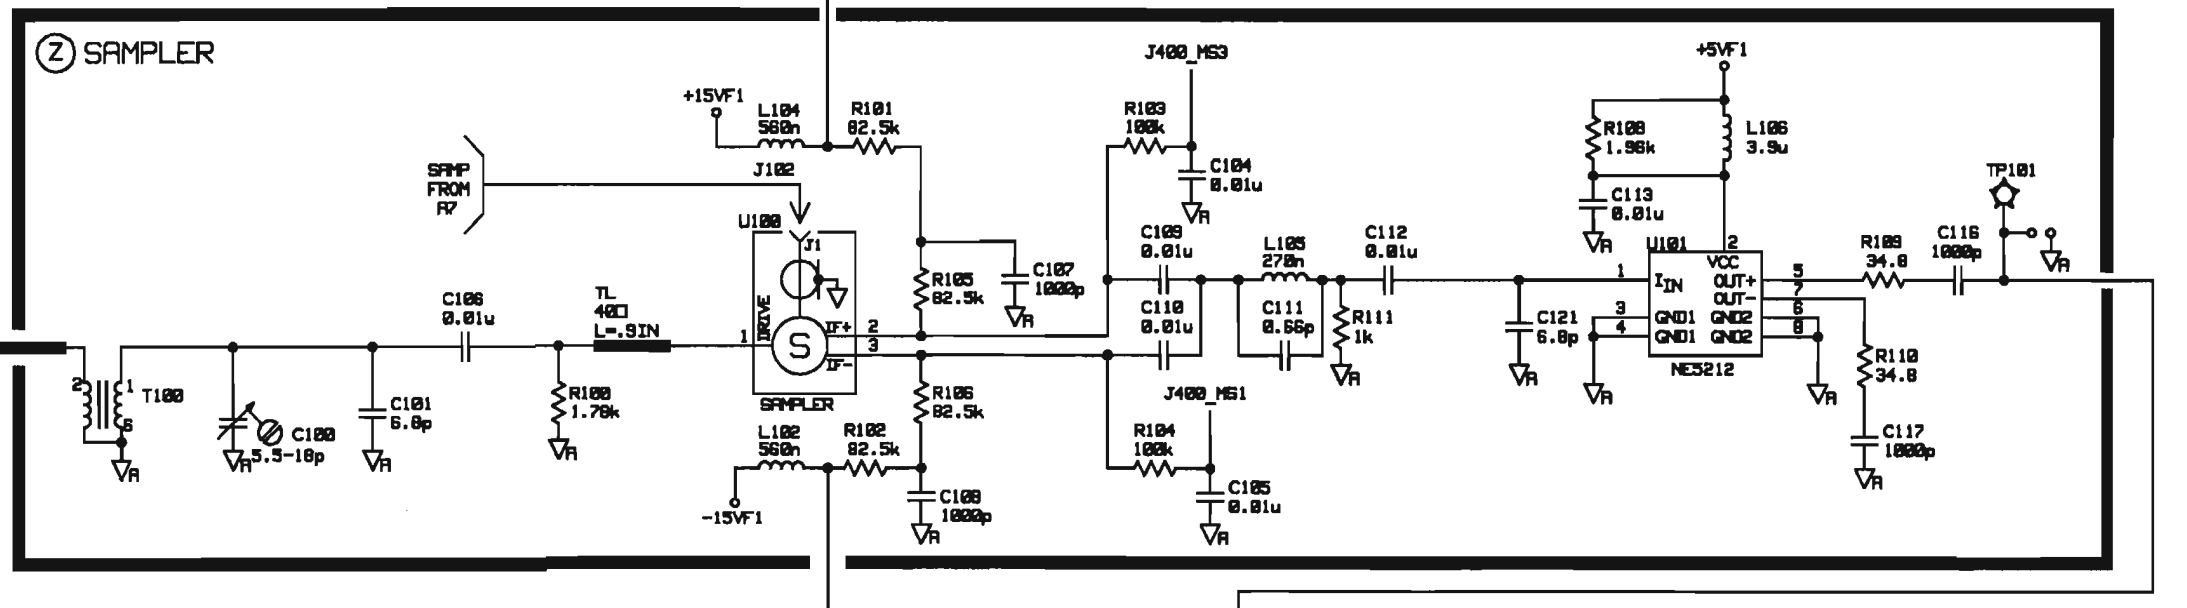 Z SAMPLER
J400_MS3
+5VF1
+15VF1
L104
560n
R101
82.5k
R103
100k
R108
1.96k
L106
3.9u
SAMP
FROM
A7
J102
C104
0.01u
A
TP101
C113
0.01u
A
U100
J1
C109
0.01u
L105
270n
C112
0.01u
U101
2
VCC
R109
34.8
C116
1000p
A
R105
82.5k
C107
1000p
A
1
IIN
OUT+
5
OUT-
7
3
GND1
GND2
6
4
GND1
GND2
8
NE5212
C106
0.01u
TL
40Ω
L=.9IN
DRIVE
1
S
IF+
2
IF-
3
C110
0.01u
C111
0.66p
R111
1k
A
C121
6.8p
A
A
A
R110
34.8
2
1
6
T100
A
C100
5.5-18p
A
C101
6.8p
A
R100
1.78k
A
SAMPLER
R106
82.5k
J400_MS1
L102
560n
R102
82.5k
R104
100k
C117
1000p
A
-15VF1
C108
1000p
A
C105
0.01u
A